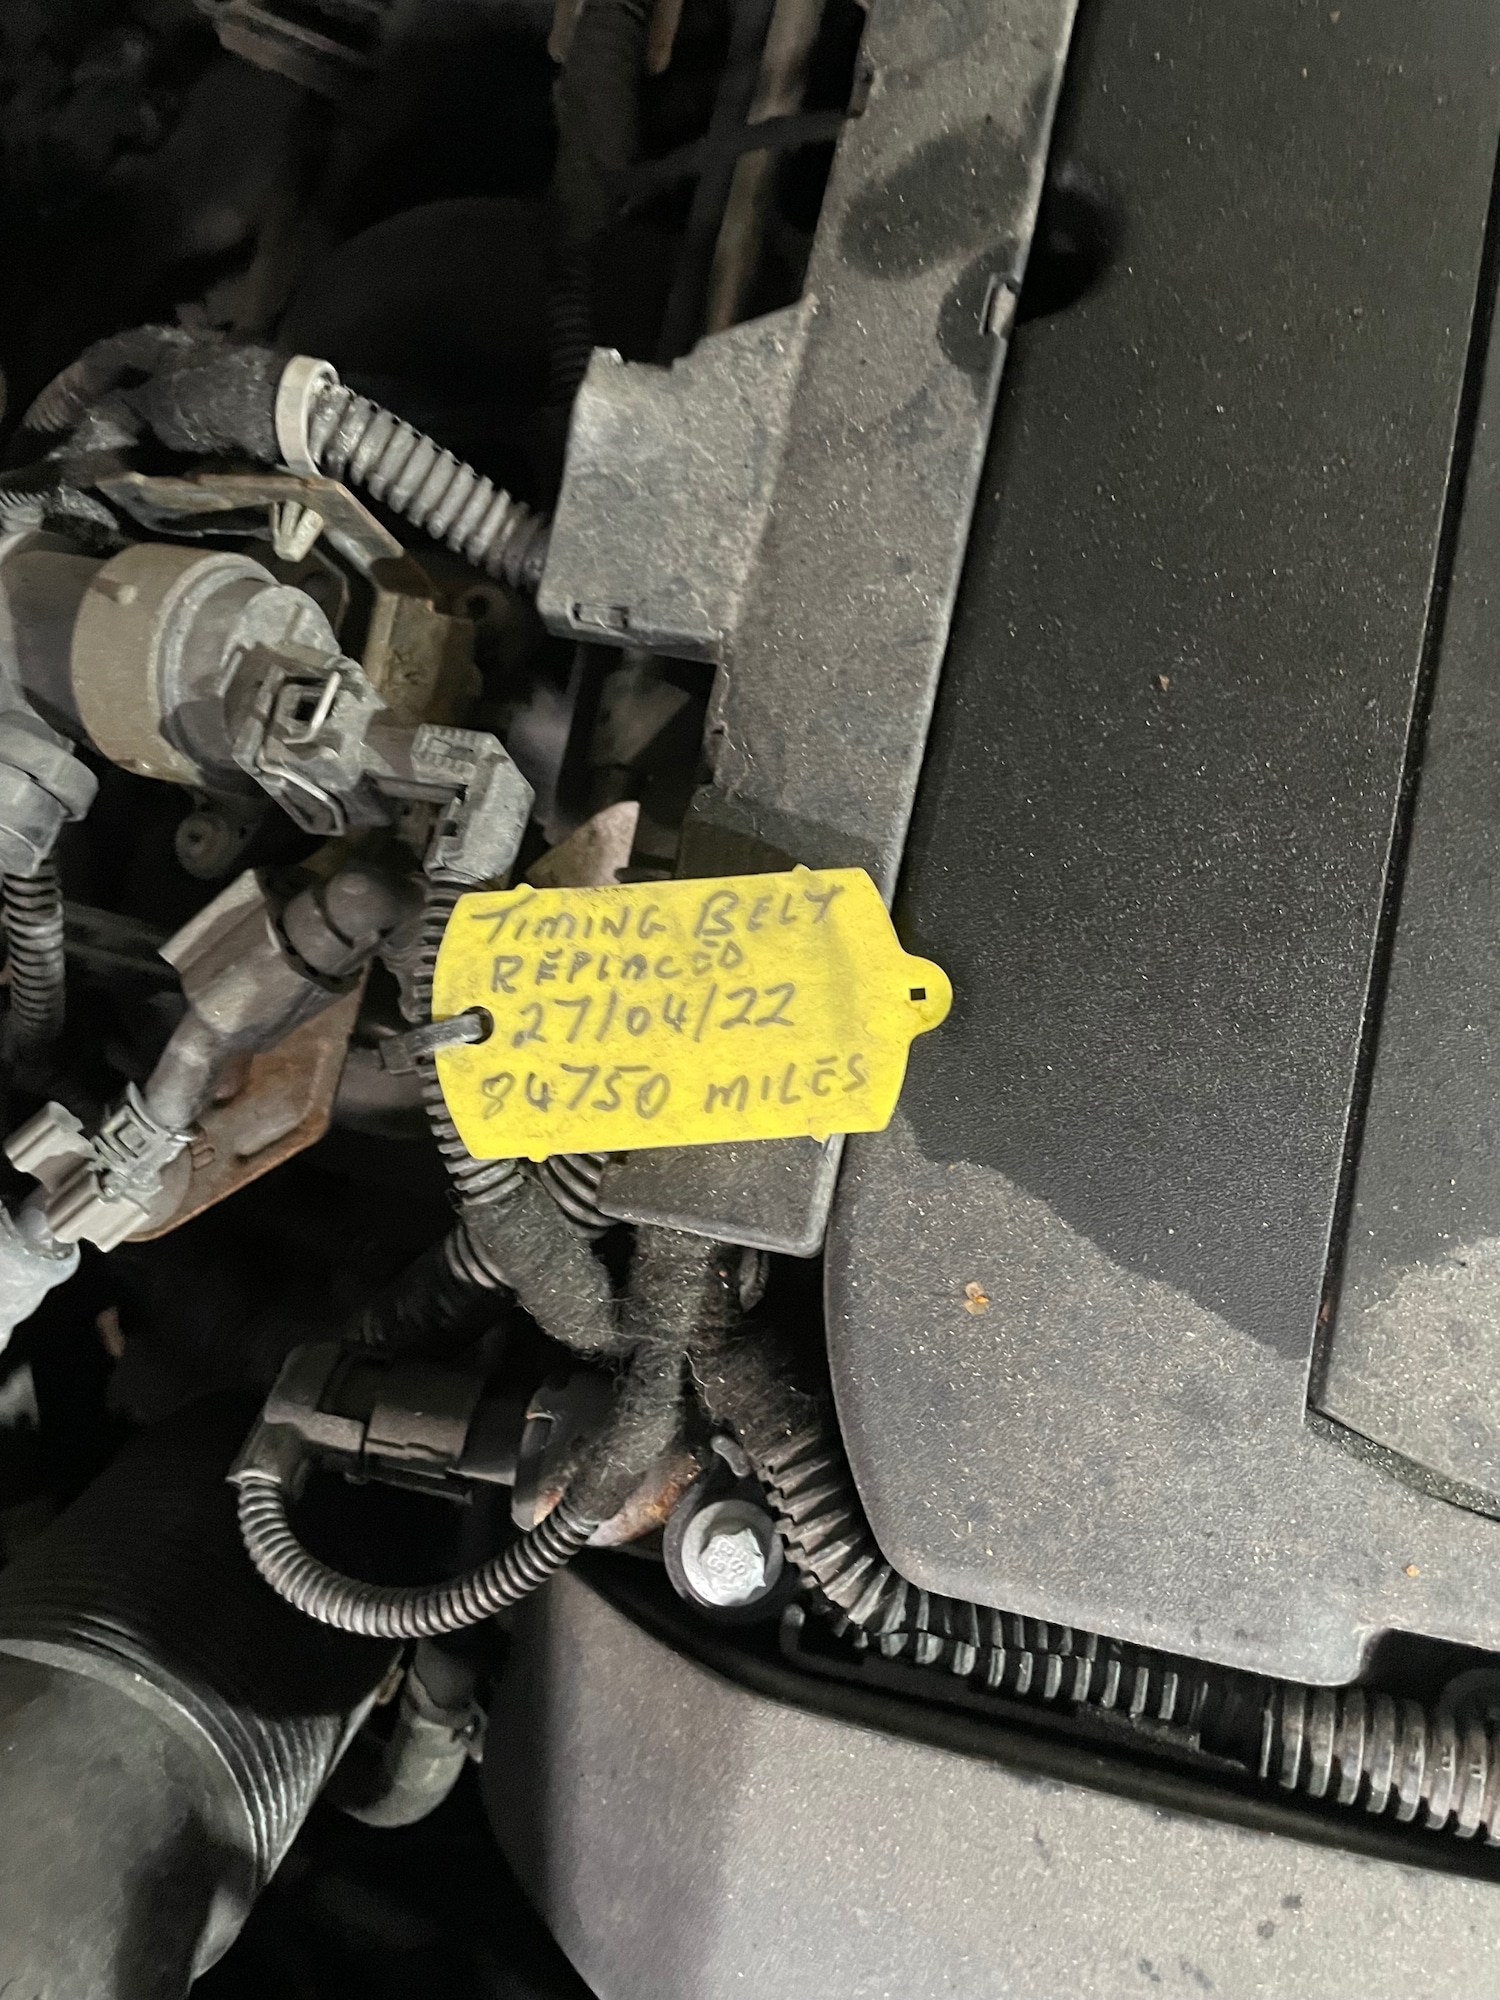 TIMING BELT
REPLACED
27/04/22
84750 MILES